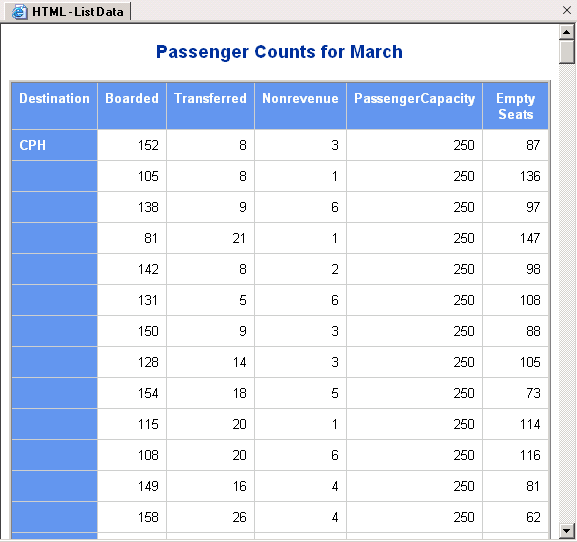 HTML - List Data
Passenger Counts for March
Destination Boarded Transferred Nonrevenue PassengerCapacity Empty Seats
CPH 152 8 3 250 87
105 8 1 250 136
138 9 6 250 97
81 21 1 250 147
142 8 2 250 98
131 5 6 250 108
150 9 3 250 88
128 14 3 250 105
154 18 5 250 73
115 20 1 250 114
108 20 6 250 116
149 16 4 250 81
158 26 4 250 62